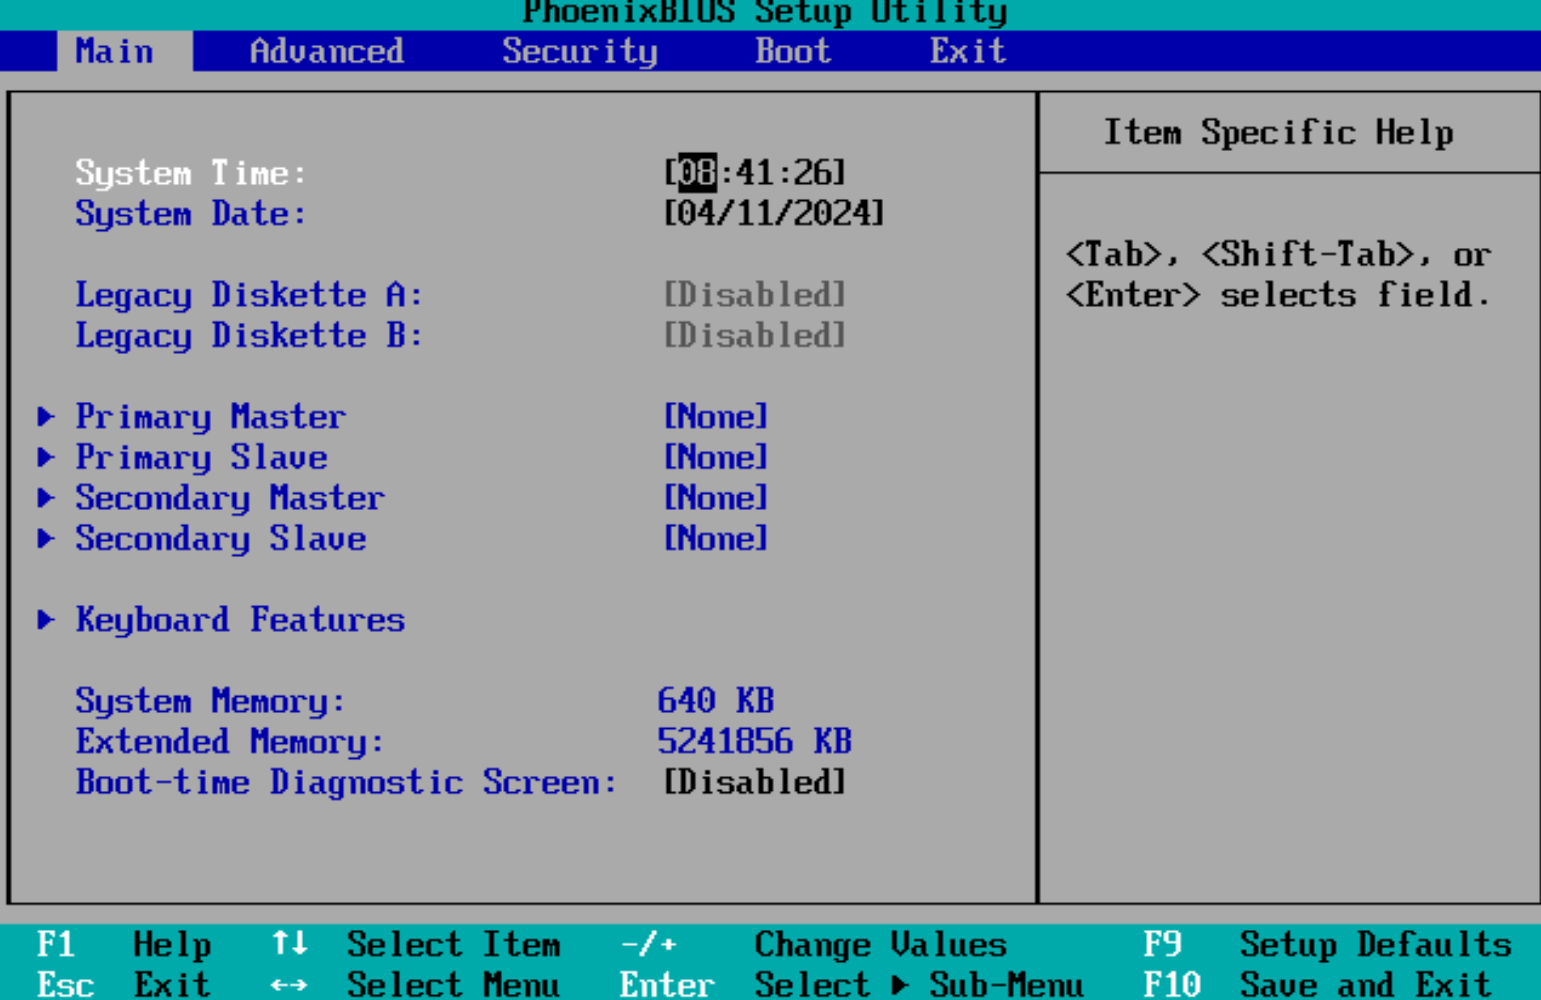 PhoenixBIOS Setup Utility
Main Advanced Security Boot Exit
Item Specific Help
System Time: [08:41:26]
System Date: [04/11/2024]
<Tab>, <Shift-Tab>, or
<Enter> selects field.
Legacy Diskette A: [Disabled]
Legacy Diskette B: [Disabled]
▶ Primary Master [None]
▶ Primary Slave [None]
▶ Secondary Master [None]
▶ Secondary Slave [None]
▶ Keyboard Features
System Memory: 640 KB
Extended Memory: 5241856 KB
Boot-time Diagnostic Screen: [Disabled]
F1 Help ↑↓ Select Item -/+ Change Values F9 Setup Defaults
Esc Exit ↔ Select Menu Enter Select ▶ Sub-Menu F10 Save and Exit